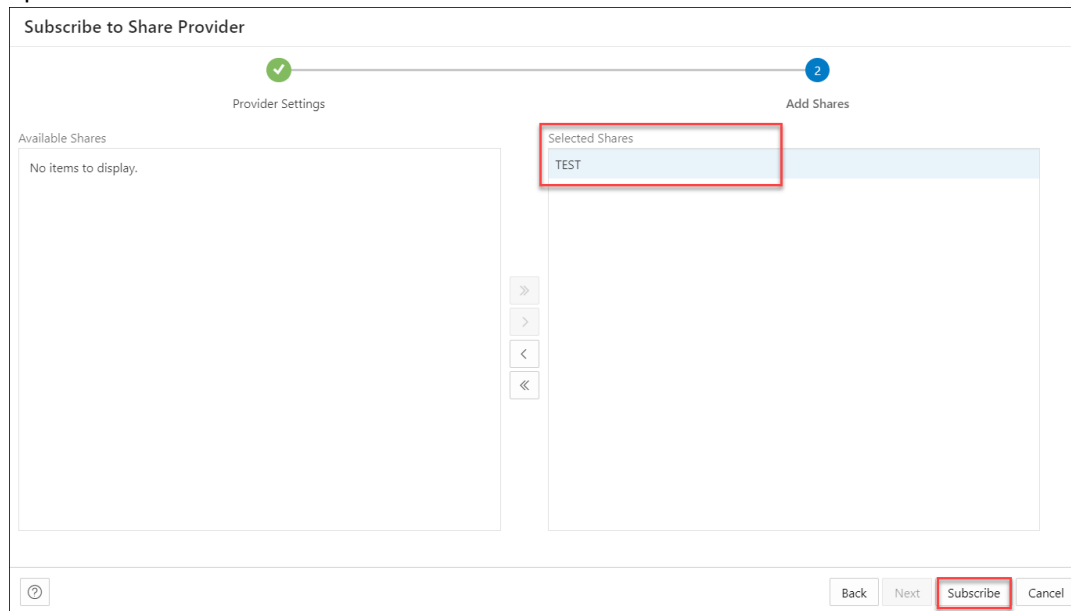 Subscribe to Share Provider
2
Provider Settings
Add Shares
Available Shares
Selected Shares
No items to display.
TEST
Back
Next
Subscribe
Cancel